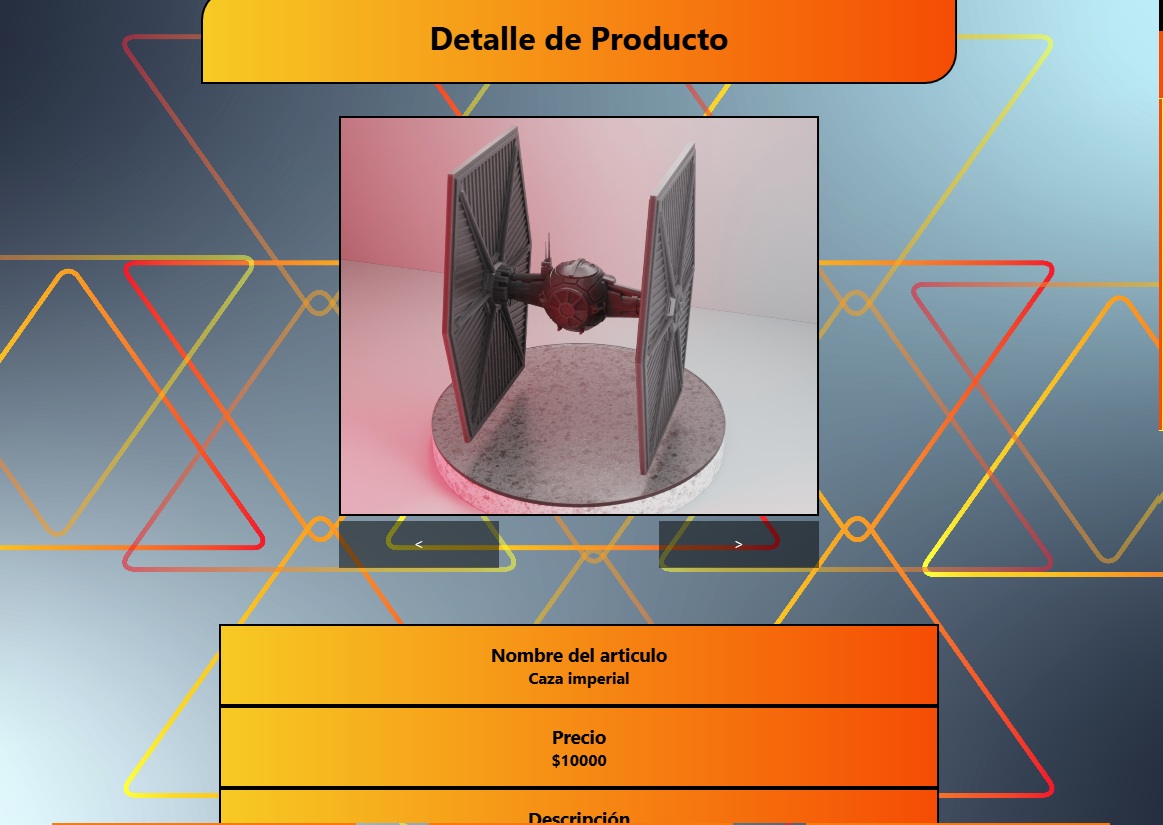 Detalle de Producto
< >
Nombre del articulo
Caza imperial
Precio
$10000
Descripción